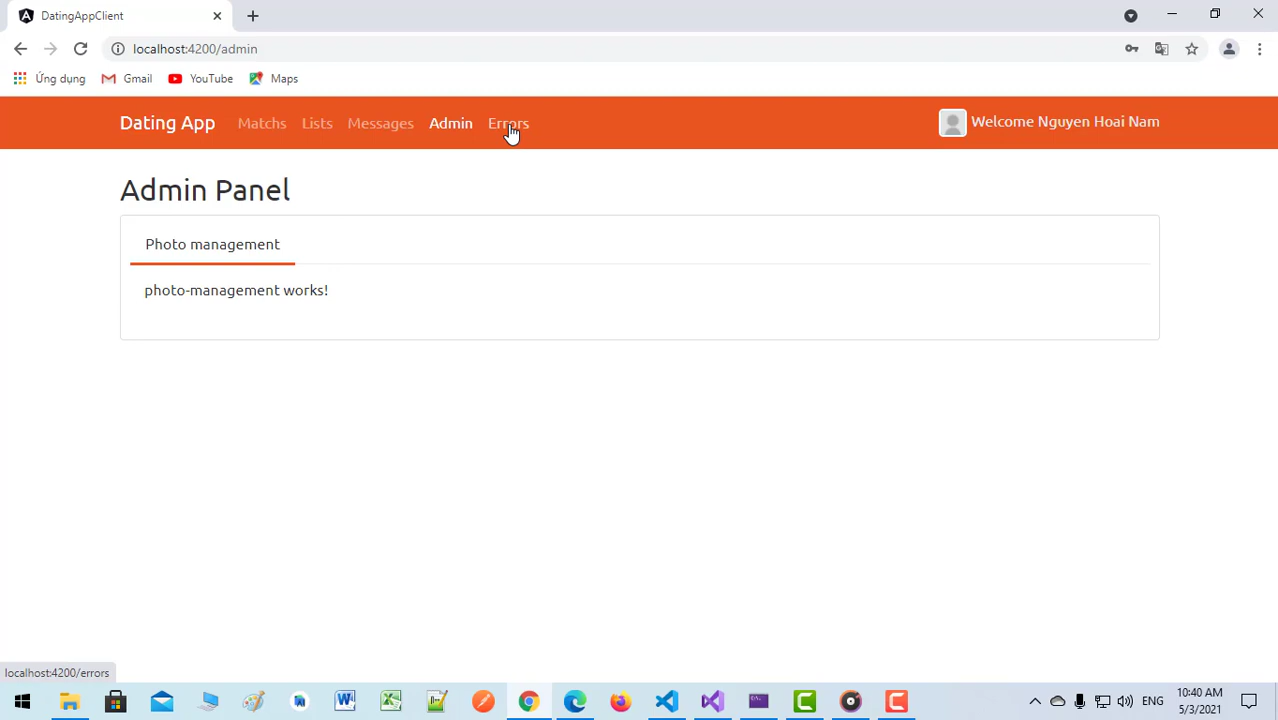 DatingAppClient
localhost:4200/admin
Ứng dụng Gmail YouTube Maps
Dating App Matchs Lists Messages Admin Errors Welcome Nguyen Hoai Nam
Admin Panel
Photo management
photo-management works!
localhost:4200/errors
ENG
10:40 AM
5/3/2021